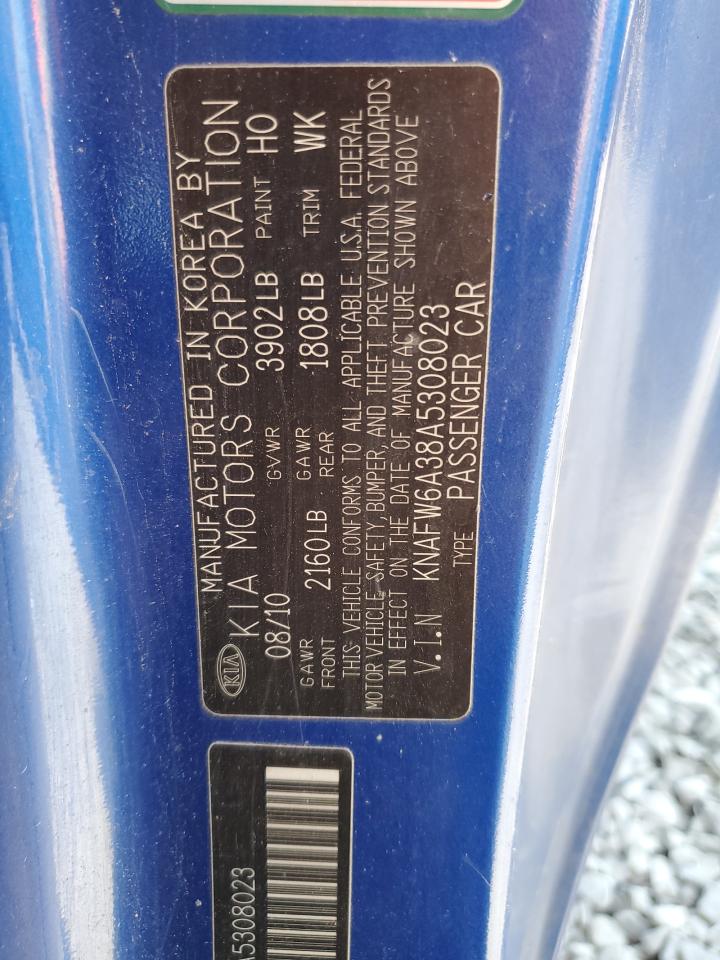 MANUFACTURED IN KOREA BY
KIA KIA MOTORS CORPORATION
08/10 GVWR 3902LB PAINT HO
GAWR FRONT 2160LB GAWR REAR 1808LB TRIM WK
THIS VEHICLE CONFORMS TO ALL APPLICABLE U.S.A. FEDERAL
MOTOR VEHICLE SAFETY, BUMPER, AND THEFT PREVENTION STANDARDS
IN EFFECT ON THE DATE OF MANUFACTURE SHOWN ABOVE
V.I.N KNAFW6A38A5308023
TYPE PASSENGER CAR
A5308023